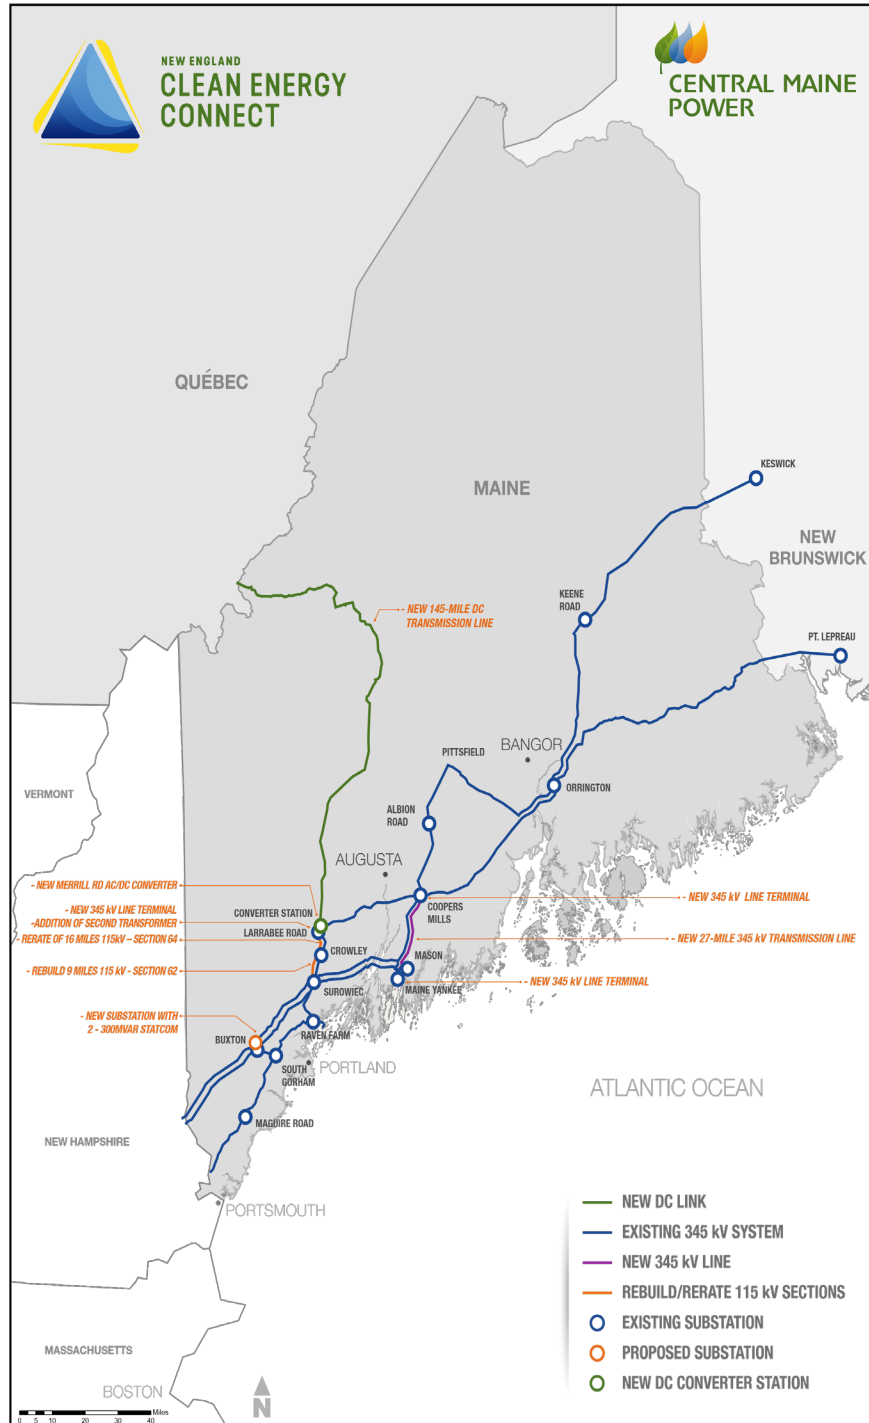 NEW ENGLAND
CLEAN ENERGY
CONNECT
CENTRAL MAINE
POWER
QUÉBEC
MAINE
KESWICK
NEW
BRUNSWICK
KEENE
ROAD
- NEW 145-MILE DC
TRANSMISSION LINE
PT. LEPREAU
PITTSFIELD
BANGOR
ORRINGTON
VERMONT
ALBION
ROAD
AUGUSTA
- NEW MERRILL RD AC/DC CONVERTER
- NEW 345 kV LINE TERMINAL
-ADDITION OF SECOND TRANSFORMER
- RERATE OF 16 MILES 115kV – SECTION 64
- REBUILD 9 MILES 115 kV - SECTION 62
- NEW SUBSTATION WITH
2 - 300MVAR STATCOM
CONVERTER STATION
LARRABEE ROAD
COOPERS
MILLS
- NEW 345 kV LINE TERMINAL
- NEW 27-MILE 345 kV TRANSMISSION LINE
CROWLEY
MASON
SUROWIEC
MAINE YANKEE
- NEW 345 kV LINE TERMINAL
BUXTON
RAVEN FARM
SOUTH
GORHAM
PORTLAND
ATLANTIC OCEAN
MAGUIRE ROAD
NEW HAMPSHIRE
PORTSMOUTH
NEW DC LINK
EXISTING 345 kV SYSTEM
NEW 345 kV LINE
REBUILD/RERATE 115 kV SECTIONS
EXISTING SUBSTATION
PROPOSED SUBSTATION
NEW DC CONVERTER STATION
MASSACHUSETTS
BOSTON
N
Miles
0 5 10 20 30 40